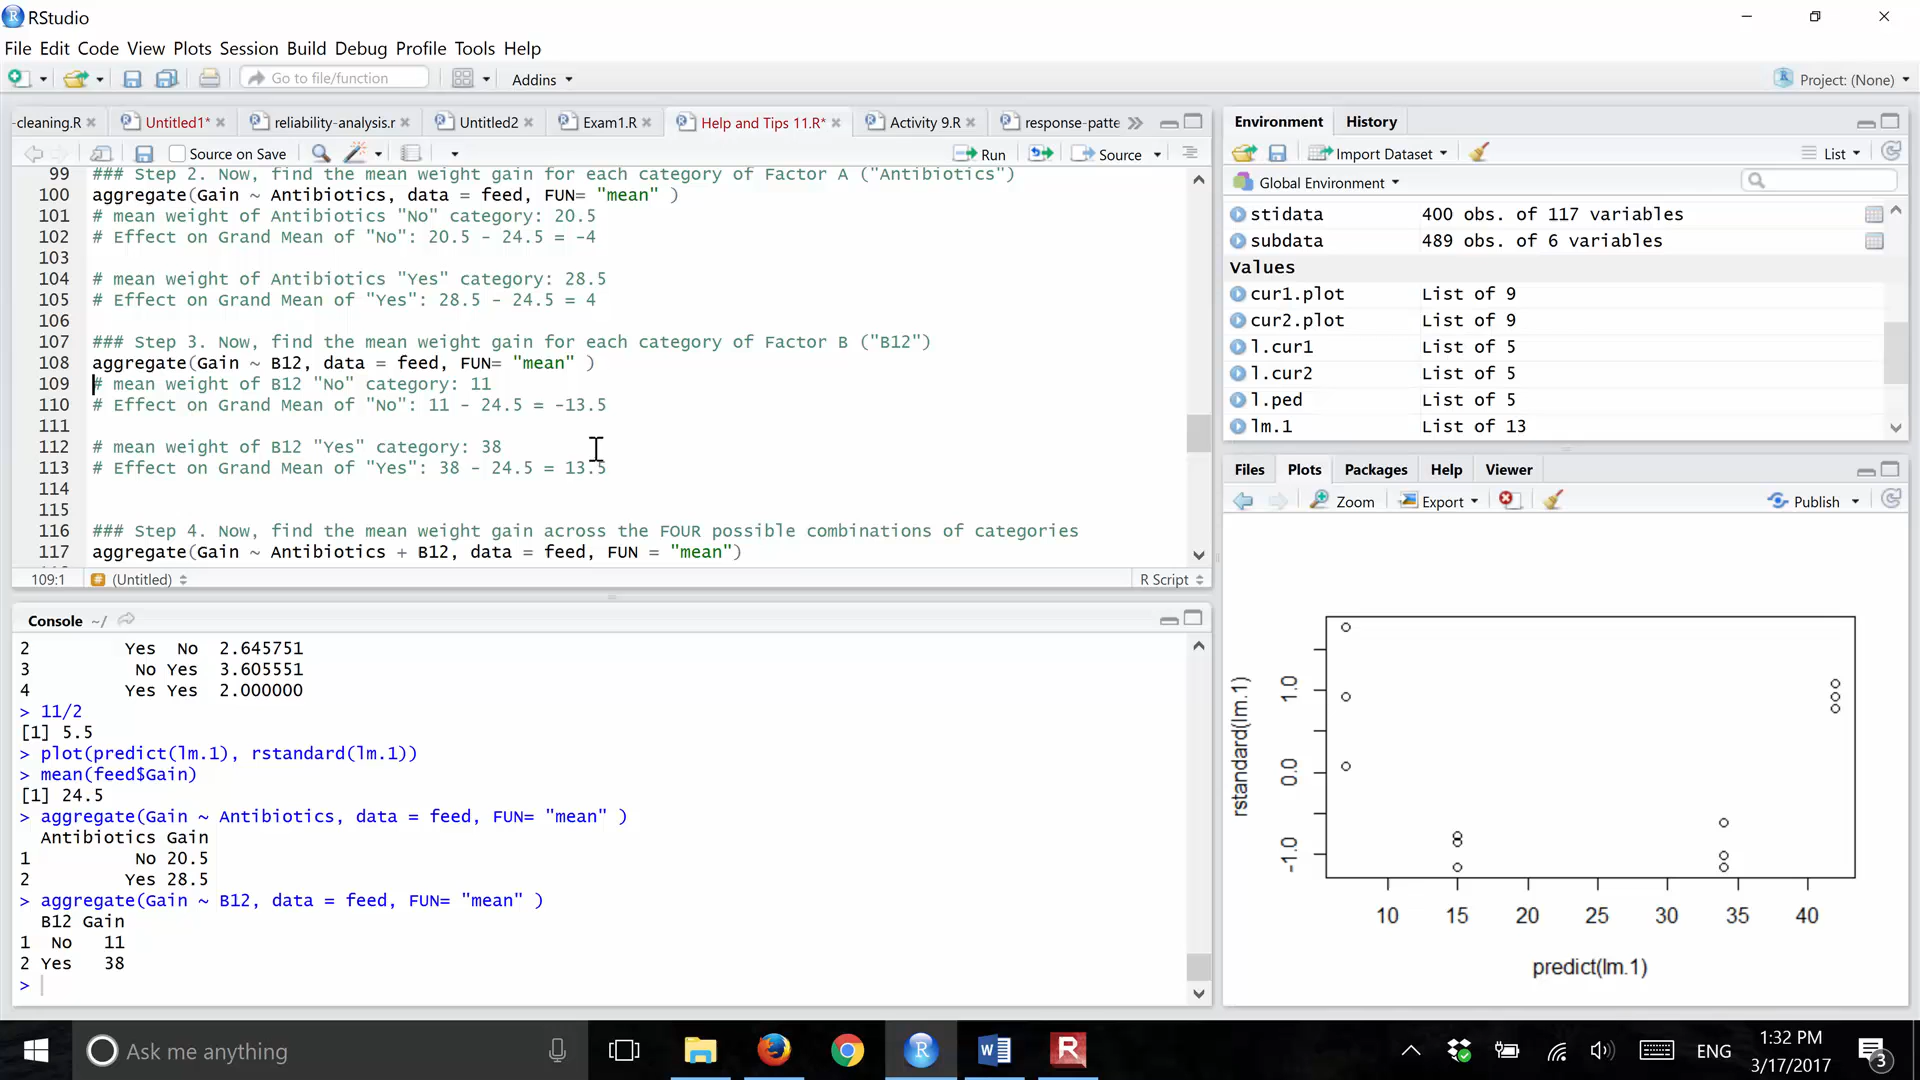 RStudio
File Edit Code View Plots Session Build Debug Profile Tools Help
Go to file/function
Addins
Project: (None)
-cleaning.R
Untitled1*
reliability-analysis.r
Untitled2
Exam1.R
Help and Tips 11.R*
Activity 9.R
response-patte
Source on Save
Run
Source
99 ### Step 2. Now, find the mean weight gain for each category of Factor A ("Antibiotics")
100 aggregate(Gain ~ Antibiotics, data = feed, FUN= "mean" )
101 # mean weight of Antibiotics "No" category: 20.5
102 # Effect on Grand Mean of "No": 20.5 - 24.5 = -4
103
104 # mean weight of Antibiotics "Yes" category: 28.5
105 # Effect on Grand Mean of "Yes": 28.5 - 24.5 = 4
106
107 ### Step 3. Now, find the mean weight gain for each category of Factor B ("B12")
108 aggregate(Gain ~ B12, data = feed, FUN= "mean" )
109 # mean weight of B12 "No" category: 11
110 # Effect on Grand Mean of "No": 11 - 24.5 = -13.5
111
112 # mean weight of B12 "Yes" category: 38
113 # Effect on Grand Mean of "Yes": 38 - 24.5 = 13.5
114
115
116 ### Step 4. Now, find the mean weight gain across the FOUR possible combinations of categories
117 aggregate(Gain ~ Antibiotics + B12, data = feed, FUN = "mean")
109:1 (Untitled) R Script
Console ~/
2 Yes No 2.645751
3 No Yes 3.605551
4 Yes Yes 2.000000
> 11/2
[1] 5.5
> plot(predict(lm.1), rstandard(lm.1))
> mean(feed$Gain)
[1] 24.5
> aggregate(Gain ~ Antibiotics, data = feed, FUN= "mean" )
Antibiotics Gain
1 No 20.5
2 Yes 28.5
> aggregate(Gain ~ B12, data = feed, FUN= "mean" )
B12 Gain
1 No 11
2 Yes 38
>
Environment History
Import Dataset
List
Global Environment
stidata 400 obs. of 117 variables
subdata 489 obs. of 6 variables
Values
cur1.plot List of 9
cur2.plot List of 9
l.cur1 List of 5
l.cur2 List of 5
l.ped List of 5
lm.1 List of 13
Files Plots Packages Help Viewer
Zoom Export Publish
rstandard(lm.1)
1.0
0.0
-1.0
10 15 20 25 30 35 40
predict(lm.1)
Ask me anything
ENG
1:32 PM
3/17/2017
3